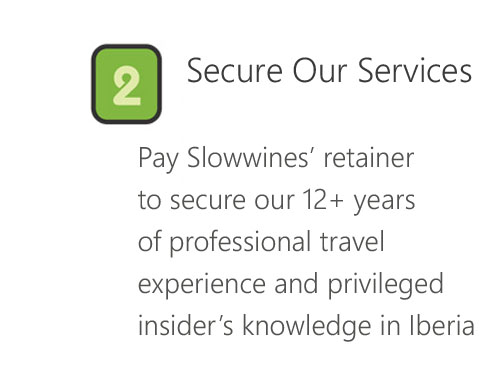 2
Secure Our Services
Pay Slowwines’ retainer
to secure our 12+ years
of professional travel
experience and privileged
insider’s knowledge in Iberia